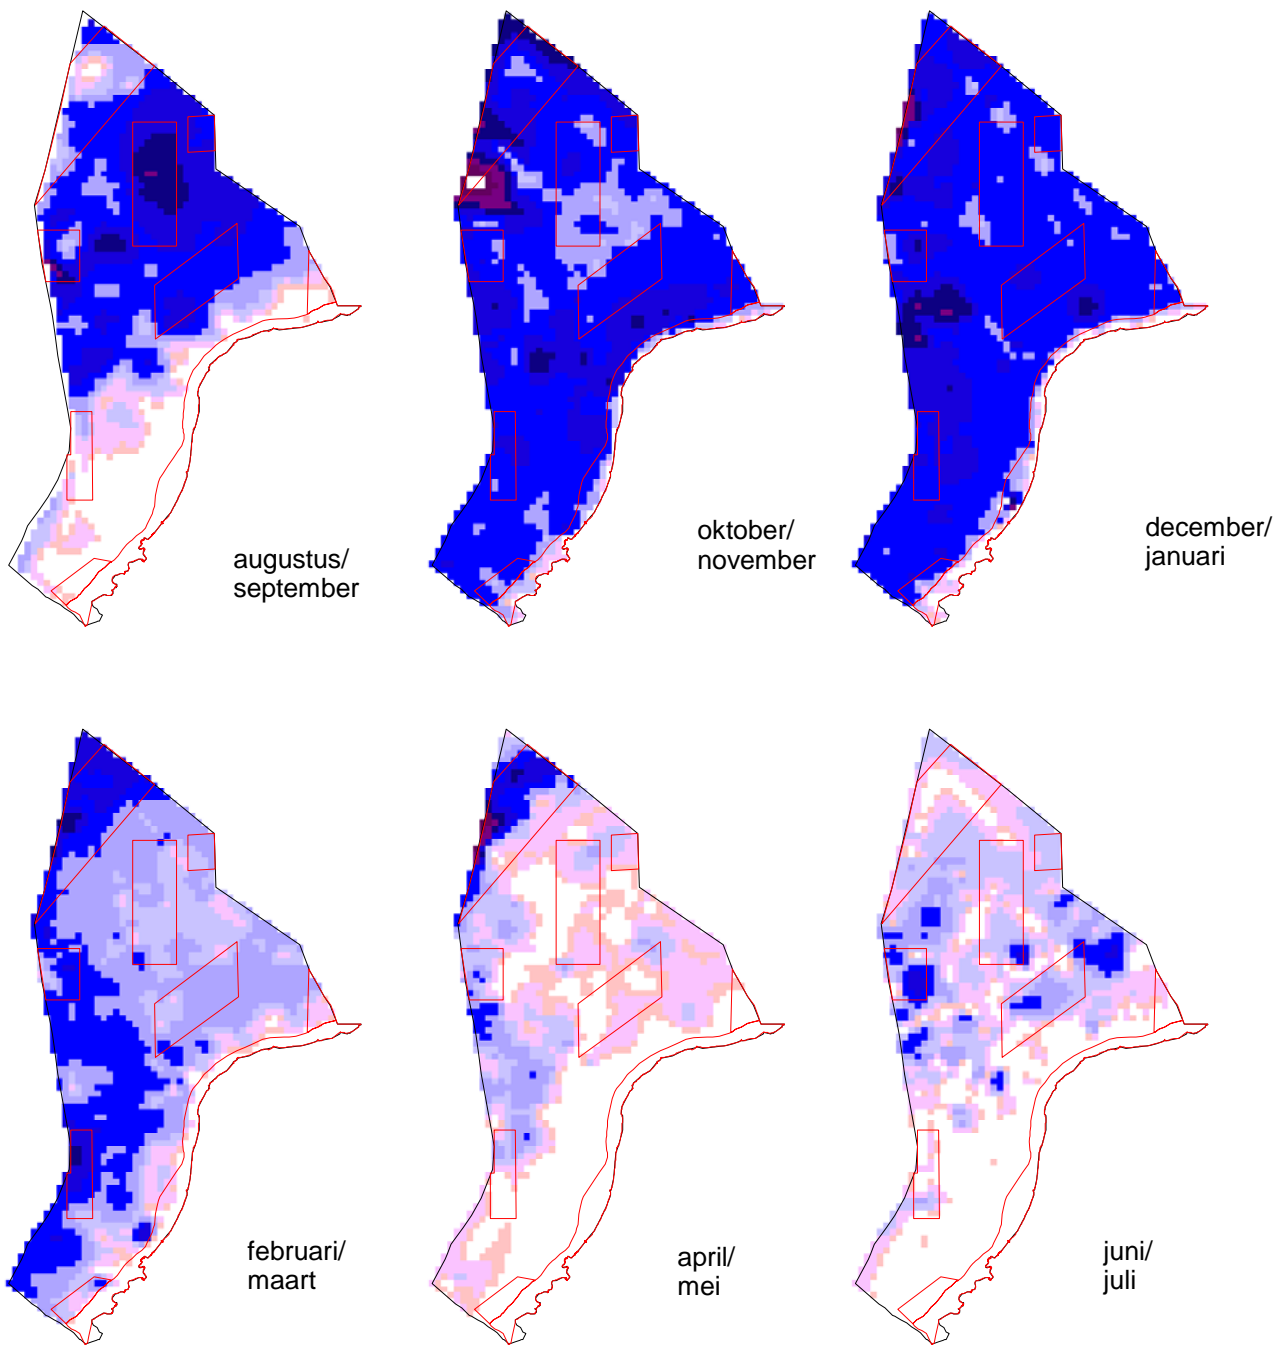 augustus/
september
oktober/
november
december/
januari
februari/
maart
april/
mei
juni/
juli